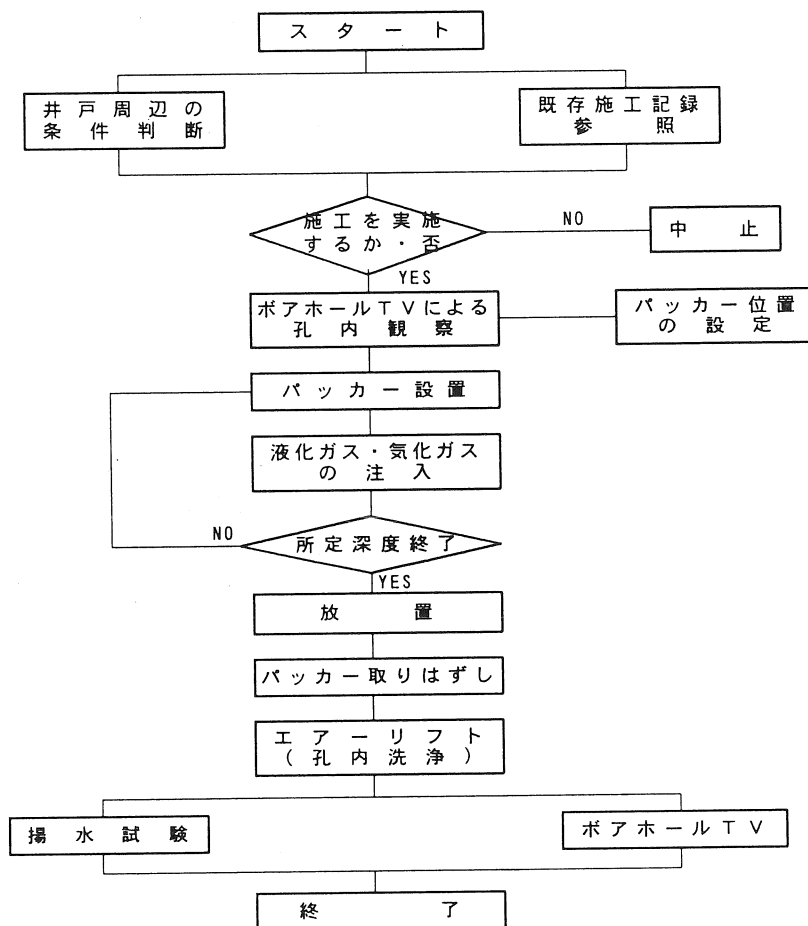 スタート
井戸周辺の
条件判断
既存施工記録
参照
施工を実施
するか・否
NO
中止
YES
ボアホールTVによる
孔内観察
パッカー位置
の設定
パッカー設置
液化ガス・気化ガス
の注入
NO
所定深度終了
YES
放置
パッカー取りはずし
エアーリフト
(孔内洗浄)
揚水試験
ボアホールTV
終了